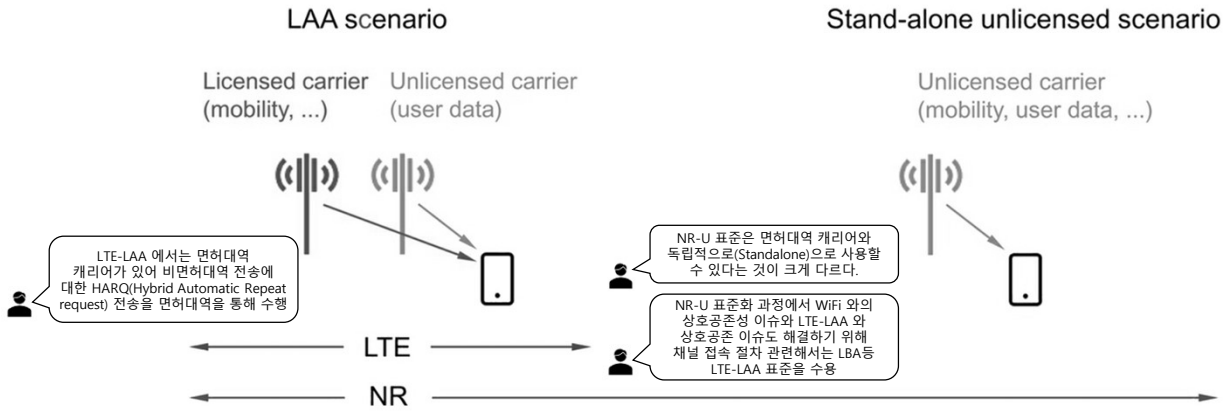 LAA scenario
Stand-alone unlicensed scenario
Licensed carrier
(mobility, ...)
Unlicensed carrier
(user data)
Unlicensed carrier
(mobility, user data, ...)
LTE-LAA 에서는 면허대역
캐리어가 있어 비면허대역 전송에
대한 HARQ(Hybrid Automatic Repeat
request) 전송을 면허대역을 통해 수행
NR-U 표준은 면허대역 캐리어와
독립적으로(Standalone)으로 사용할
수 있다는 것이 크게 다르다.
NR-U 표준화 과정에서 WiFi 와의
상호공존성 이슈와 LTE-LAA 와
상호공존 이슈도 해결하기 위해
채널 접속 절차 관련해서는 LBA등
LTE-LAA 표준을 수용
LTE
NR